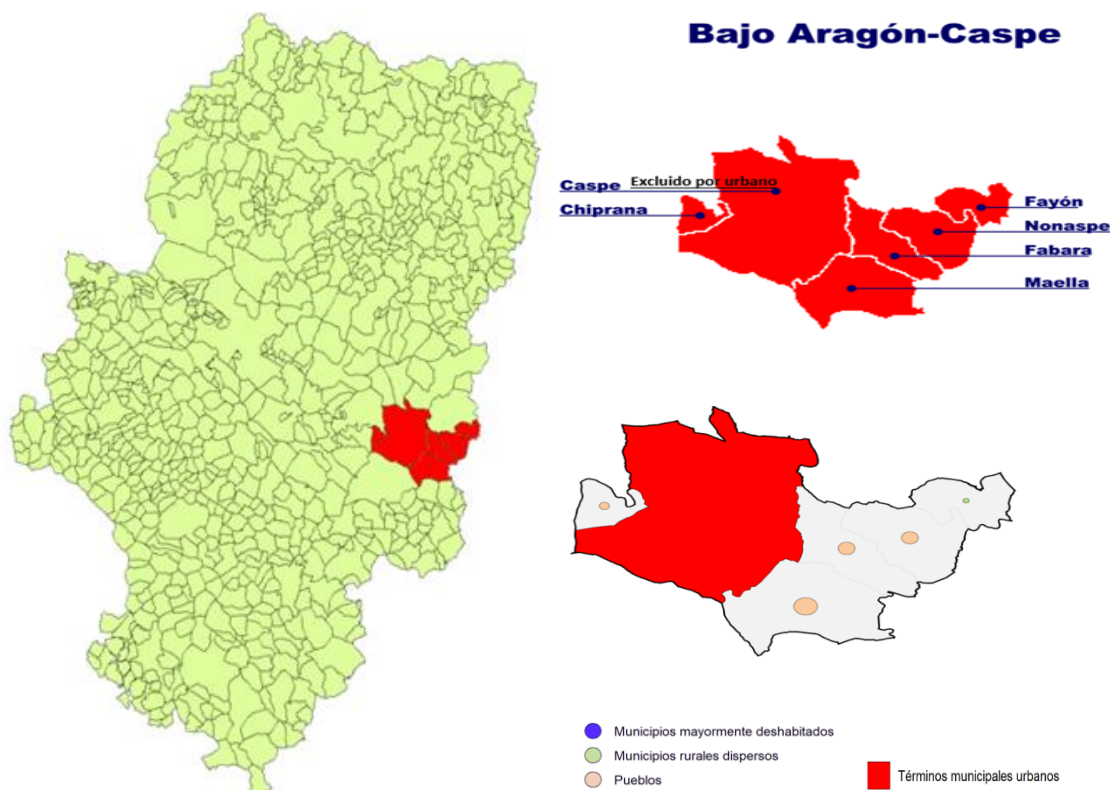 Bajo Aragón-Caspe
Caspe Excluido por urbano
Chiprana
Fayón
Nonaspe
Fabara
Maella
Municipios mayormente deshabitados
Municipios rurales dispersos
Pueblos
Términos municipales urbanos